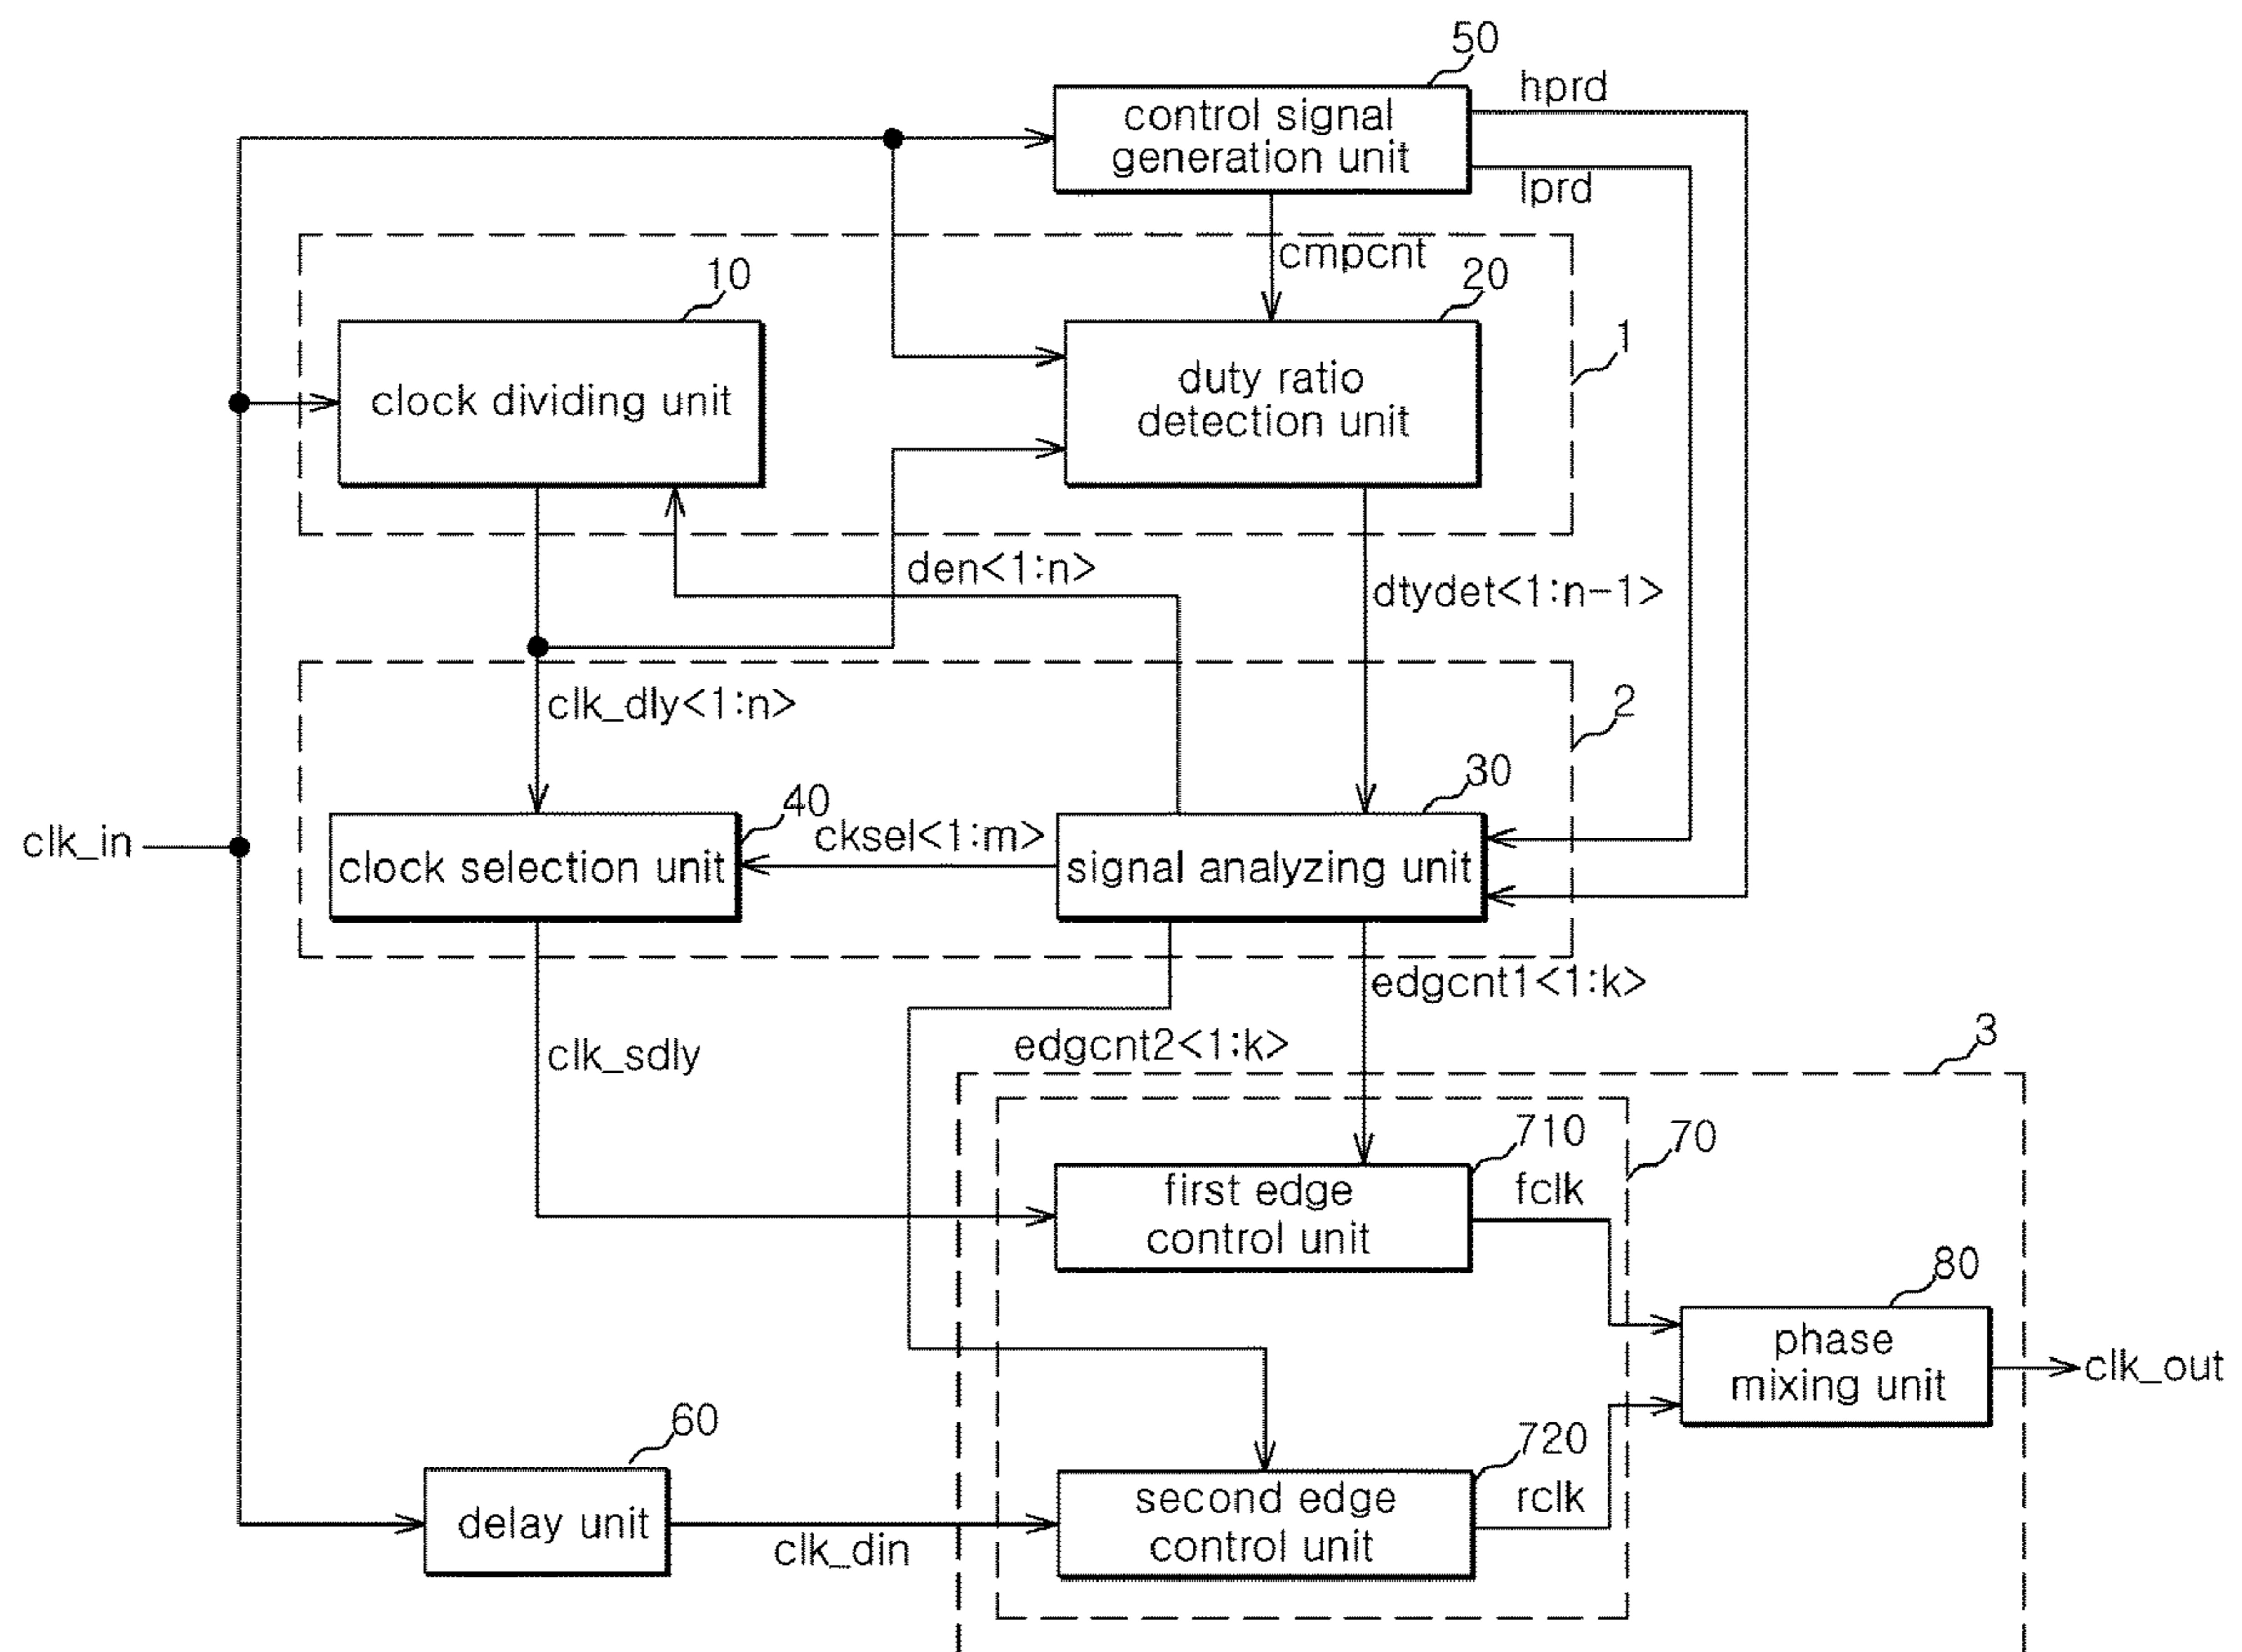 50
hprd
control signal
generation unit
lprd
cmpcnt
10
20
1
clock dividing unit
duty ratio
detection unit
den<1:n>
dtydet<1:n-1>
clk_dly<1:n>
2
30
40
cksel<1:m>
clk_in
clock selection unit
signal analyzing unit
edgcnt1<1:k>
edgcnt2<1:k>
clk_sdly
3
710
70
first edge
control unit
fclk
80
phase
mixing unit
clk_out
60
720
second edge
control unit
rclk
delay unit
clk_din